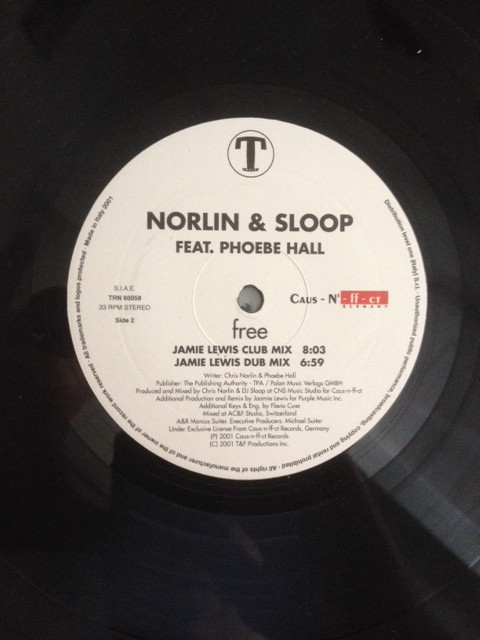 T
NORLIN & SLOOP
FEAT. PHOEBE HALL
S.I.A.E.
TRN 60058
33 RPM STEREO
Side 2
Caus - N' - ff - ct
GERMANY
free
JAMIE LEWIS CLUB MIX 8:03
JAMIE LEWIS DUB MIX 6:59
Writer: Chris Norlin & Phoebe Hall
Publisher: The Publishing Authority - TPA / Polan Music Verlags GMBH
Produced and Mixed by Chris Norlin & DJ Sloop at CNS Music Studio for Caus-n-ff-ct
Additional Production and Remix by Jaamie Lewis for Purple Music Inc.
Additional Keys & Eng. by Flavio Cuvo
Mixed at AC&F Studio, Switzerland
A&R Marcus Suiter. Executive Producers: Michael Suiter
Under Exclusive License From Caus-n-ff-ct Records, Germany
(P) 2001 Caus-n-ff-ct Records
(C) 2001 T&F Productions Inc.
Distribution level one (Italy) S.r.l. - Unauthorised public performance, broadcasting, copying and rental prohibited - All rights of the manufacturer and of the owner of the record work reserved - All trademarks and logos protected - Made in Italy 2001